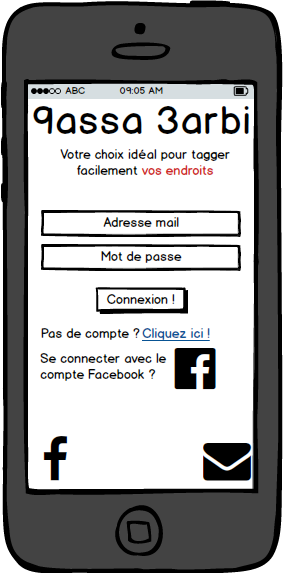 ABC 09:05 AM
9assa 3arbi
Votre choix idéal pour tagger
facilement vos endroits
Adresse mail
Mot de passe
Connexion !
Pas de compte ? Cliquez ici !
Se connecter avec le
compte Facebook ?